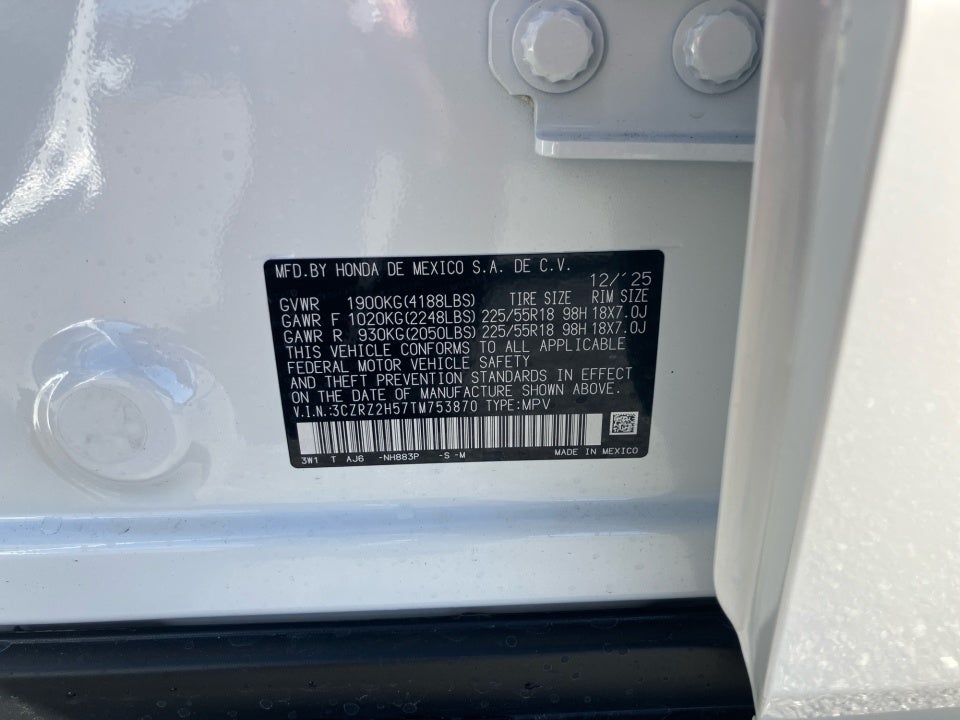 MFD.BY HONDA DE MEXICO S.A. DE C.V.
12/´25
GVWR 1900KG(4188LBS) TIRE SIZE RIM SIZE
GAWR F 1020KG(2248LBS) 225/55R18 98H 18X7.0J
GAWR R 930KG(2050LBS) 225/55R18 98H 18X7.0J
THIS VEHICLE CONFORMS TO ALL APPLICABLE
FEDERAL MOTOR VEHICLE SAFETY
AND THEFT PREVENTION STANDARDS IN EFFECT
ON THE DATE OF MANUFACTURE SHOWN ABOVE.
V.I.N.:3CZRZ2H57TM753870 TYPE:MPV
3W1 T AJ6 -NH883P -S -M MADE IN MEXICO